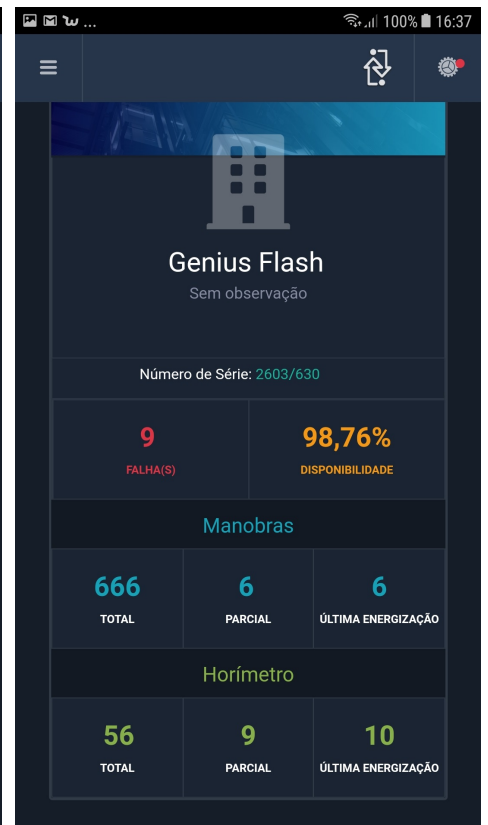 ... 100% 16:37
Genius Flash
Sem observação
Número de Série: 2603/630
9 98,76%
FALHA(S) DISPONIBILIDADE
Manobras
666 6 6
TOTAL PARCIAL ÚLTIMA ENERGIZAÇÃO
Horímetro
56 9 10
TOTAL PARCIAL ÚLTIMA ENERGIZAÇÃO